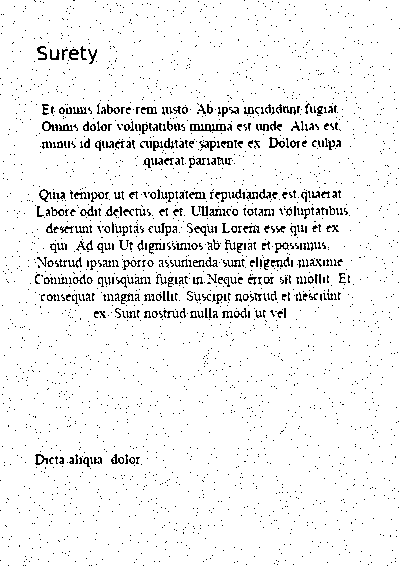 Surety
Et omnis labore rem iusto. Ab ipsa incididunt fugiat.
Omnis dolor voluptatibus minima est unde. Alias est,
minus id quaerat cupiditate sapiente ex. Dolore culpa
quaerat pariatur.
Quia tempor ut et voluptatem repudiandae est quaerat.
Labore odit delectus, et et. Ullamco totam voluptatibus
deserunt voluptas culpa. Sequi Lorem esse qui et ex
qui. Ad qui Ut dignissimos ab fugiat et possimus.
Nostrud ipsam porro assumenda sunt eligendi maxime.
Commodo quisquam fugiat in Neque error sit mollit. Et
consequat magna mollit. Suscipit nostrud et nesciunt
ex. Sunt nostrud nulla modi ut vel.
Dicta aliqua dolor.